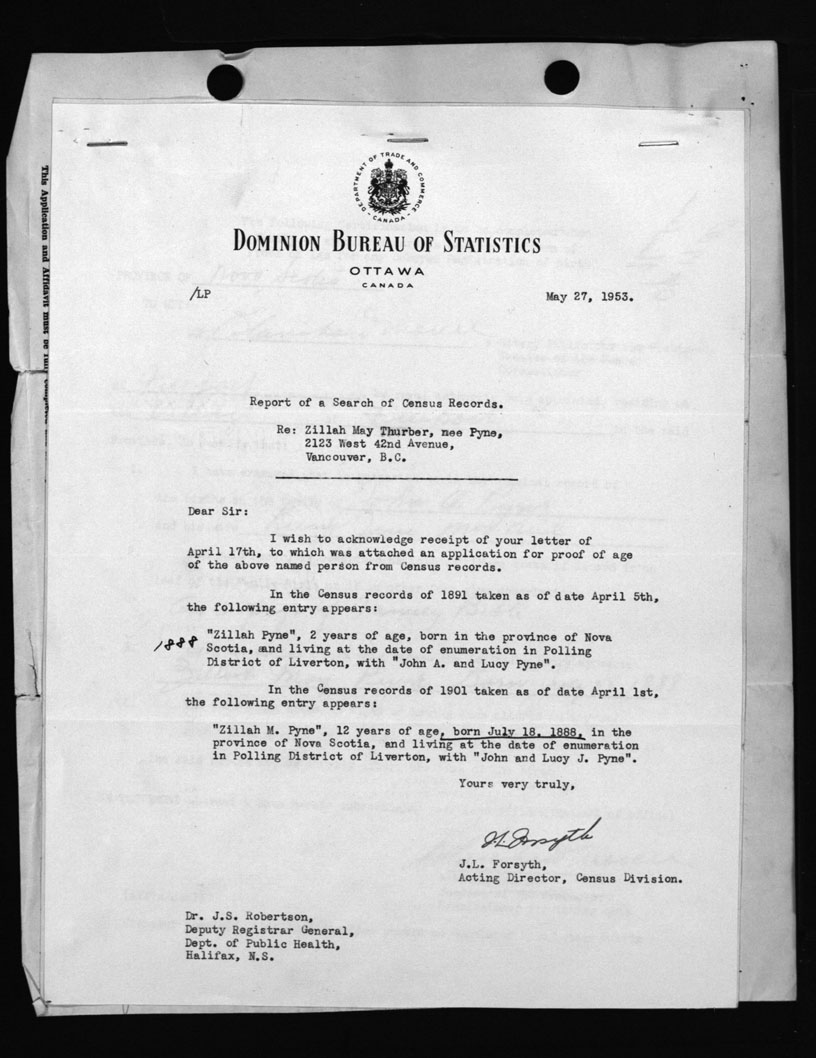 This Application and Affidavit must be fully
DEPARTMENT OF TRADE AND COMMERCE
CANADA
DOMINION BUREAU OF STATISTICS
OTTAWA
CANADA
/LP
May 27, 1953.
Report of a Search of Census Records.
Re: Zillah May Thurber, nee Pyne,
2123 West 42nd Avenue,
Vancouver, B.C.
Dear Sir:
I wish to acknowledge receipt of your letter of
April 17th, to which was attached an application for proof of age
of the above named person from Census records.
In the Census records of 1891 taken as of date April 5th,
the following entry appears:
1888
"Zillah Pyne", 2 years of age, born in the province of Nova
Scotia, and living at the date of enumeration in Polling
District of Liverton, with "John A. and Lucy Pyne".
In the Census records of 1901 taken as of date April 1st,
the following entry appears:
"Zillah M. Pyne", 12 years of age, born July 18, 1888, in the
province of Nova Scotia, and living at the date of enumeration
in Polling District of Liverton, with "John and Lucy J. Pyne".
Yours very truly,
J.L. Forsyth
J.L. Forsyth,
Acting Director, Census Division.
Dr. J.S. Robertson,
Deputy Registrar General,
Dept. of Public Health,
Halifax, N.S.